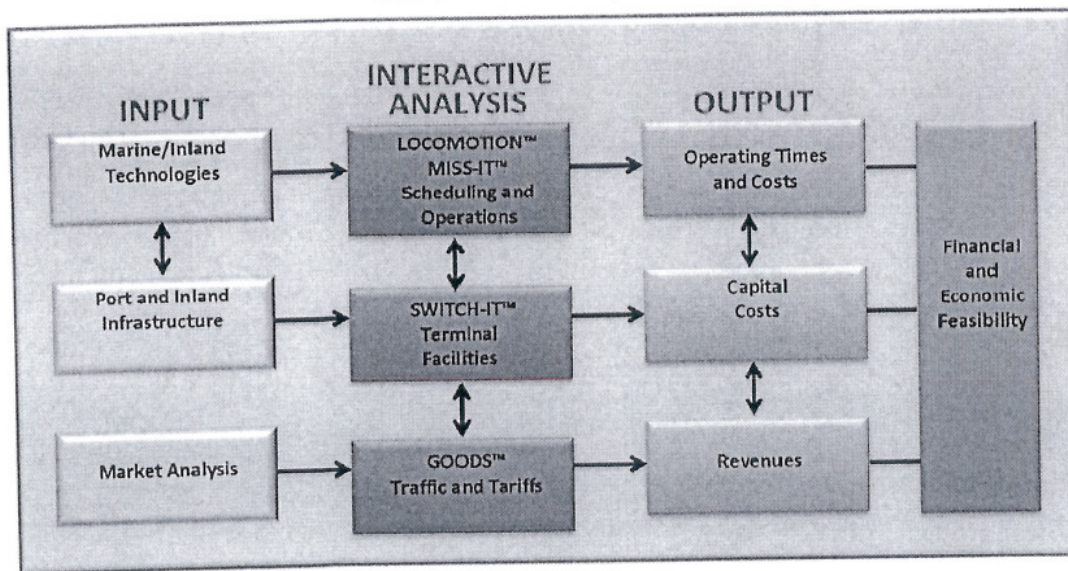 INPUT
Marine/Inland
Technologies
Port and Inland
Infrastructure
Market Analysis
INTERACTIVE
ANALYSIS
LOCOMOTION™
MISS-IT™
Scheduling and
Operations
SWITCH-IT™
Terminal
Facilities
GOODS™
Traffic and Tariffs
OUTPUT
Operating Times
and Costs
Capital
Costs
Revenues
Financial
and
Economic
Feasibility